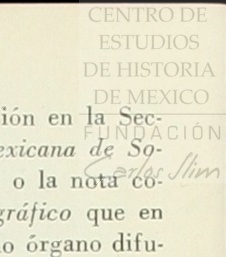 CENTRO DE
ESTUDIOS
DE HISTORIA
DE MEXICO
ión en la Sec-
FUNDACIÓN
exicana de So-
Carlos Slim
o la nota co-
gráfico que en
o órgano difu-